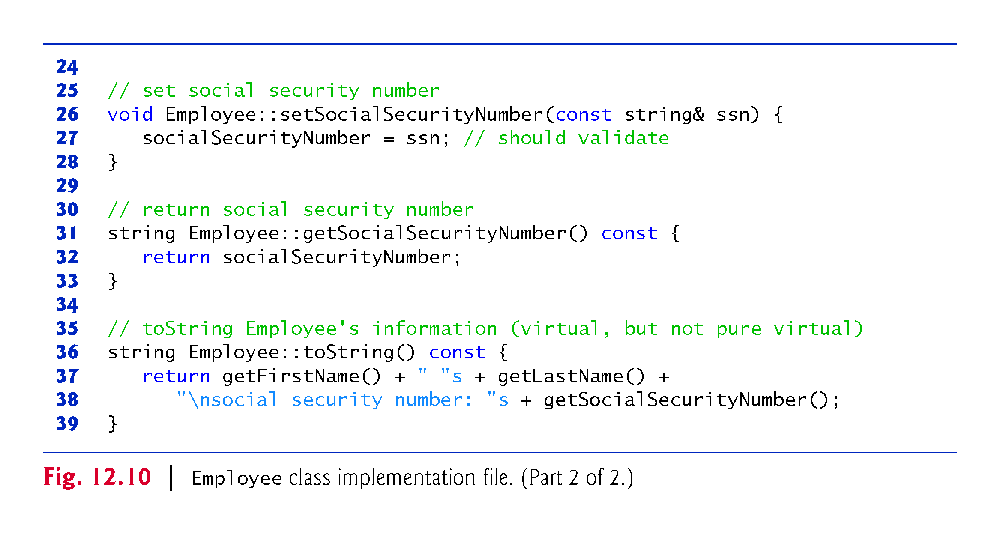 24
25 // set social security number
26 void Employee::setSocialSecurityNumber(const string& ssn) {
27    socialSecurityNumber = ssn; // should validate
28 }
29
30 // return social security number
31 string Employee::getSocialSecurityNumber() const {
32    return socialSecurityNumber;
33 }
34
35 // toString Employee's information (virtual, but not pure virtual)
36 string Employee::toString() const {
37    return getFirstName() + " "s + getLastName() +
38       "\nsocial security number: "s + getSocialSecurityNumber();
39 }
Fig. 12.10 | Employee class implementation file. (Part 2 of 2.)